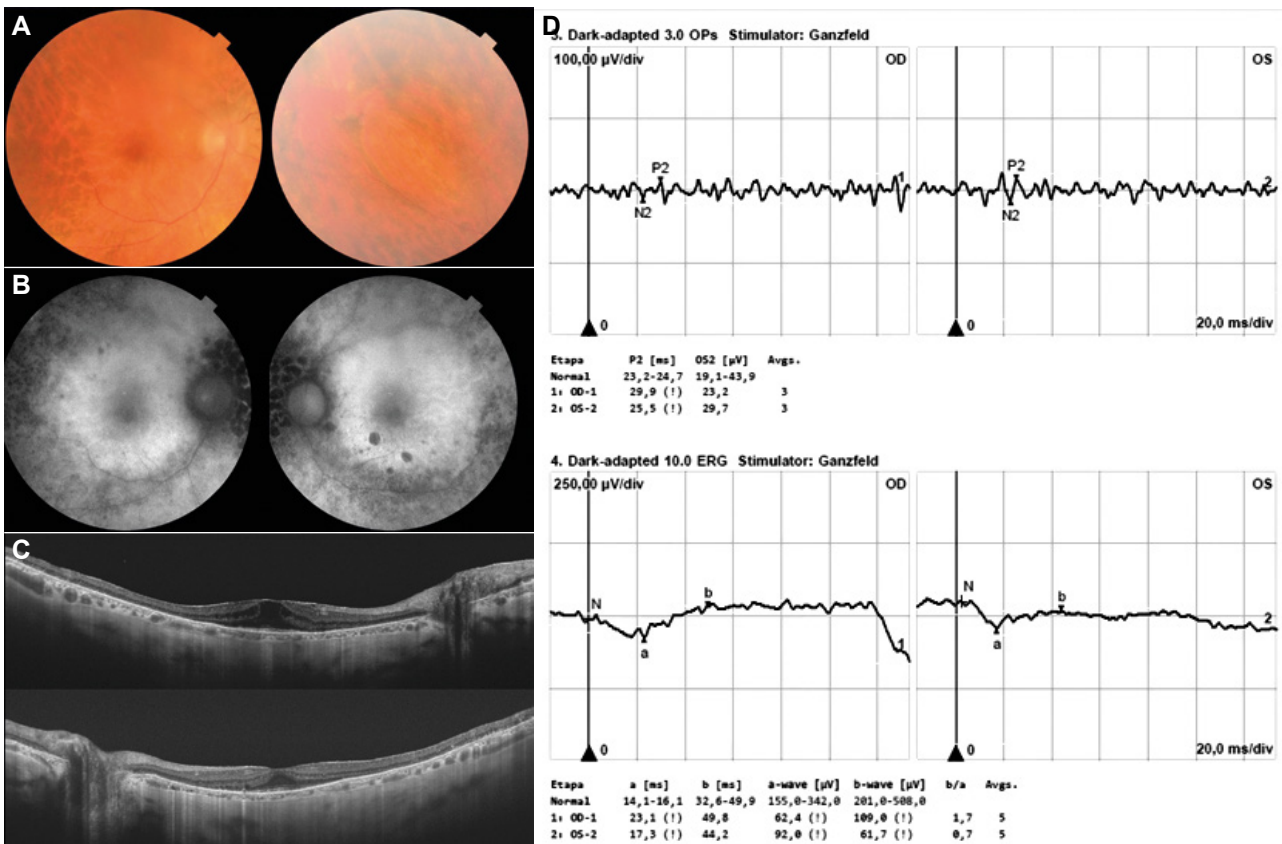 A
B
C
D
3. Dark-adapted 3.0 OPs Stimulator: Ganzfeld
100,00 µV/div OD OS
P2 1 P2 2
N2 N2
0 0 20,0 ms/div
Etapa P2 [ms] OS2 [µV] Avgs.
Normal 23,2-24,7 19,1-43,9
1: OD-1 29,9 (!) 23,2 3
2: OS-2 25,5 (!) 29,7 3
4. Dark-adapted 10.0 ERG Stimulator: Ganzfeld
250,00 µV/div OD OS
N b N b
a 1 a 2
0 0 20,0 ms/div
Etapa a [ms] b [ms] a-wave [µV] b-wave [µV] b/a Avgs.
Normal 14,1-16,1 32,6-49,9 155,0-342,0 201,0-508,0
1: OD-1 23,1 (!) 49,8 62,4 (!) 109,0 (!) 1,7 5
2: OS-2 17,3 (!) 44,2 92,0 (!) 61,7 (!) 0,7 5